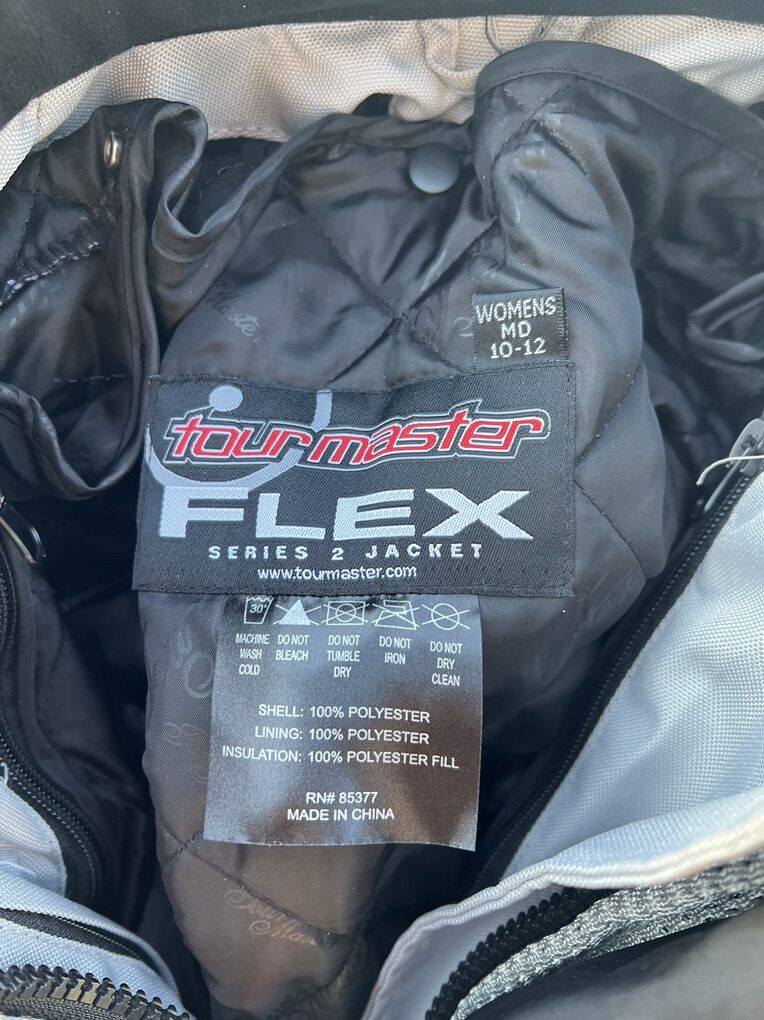 WOMENS
MD
10-12
tourmaster
FLEX
SERIES 2 JACKET
www.tourmaster.com
30°
MACHINE
WASH
COLD
DO NOT
BLEACH
DO NOT
TUMBLE
DRY
DO NOT
IRON
DO NOT
DRY
CLEAN
SHELL: 100% POLYESTER
LINING: 100% POLYESTER
INSULATION: 100% POLYESTER FILL
RN# 85377
MADE IN CHINA
Tour
Master